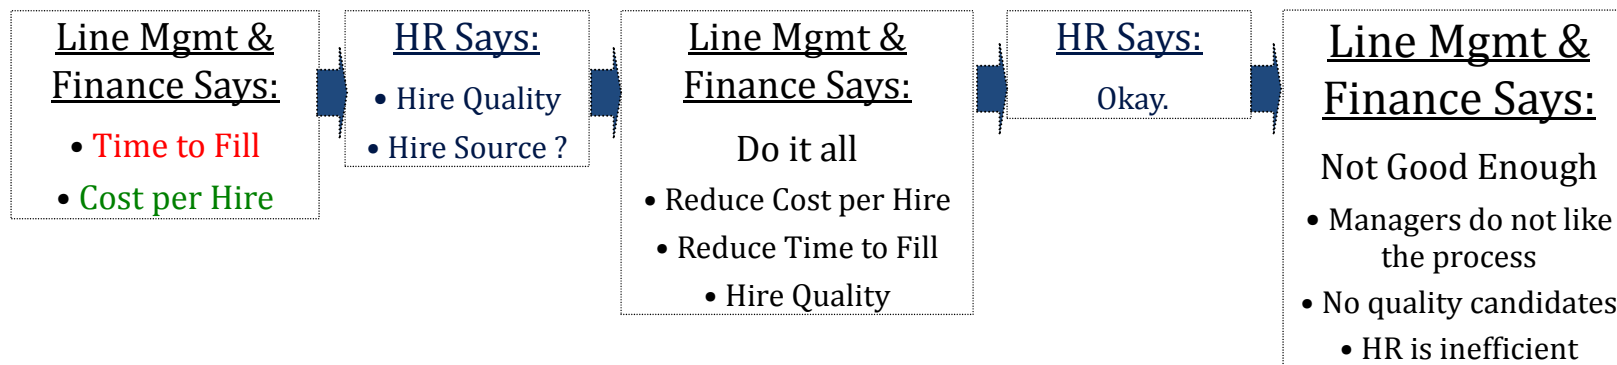 Line Mgmt &
Finance Says:
• Time to Fill
• Cost per Hire
HR Says:
• Hire Quality
• Hire Source ?
Line Mgmt &
Finance Says:
Do it all
• Reduce Cost per Hire
• Reduce Time to Fill
• Hire Quality
HR Says:
Okay.
Line Mgmt &
Finance Says:
Not Good Enough
• Managers do not like
the process
• No quality candidates
• HR is inefficient